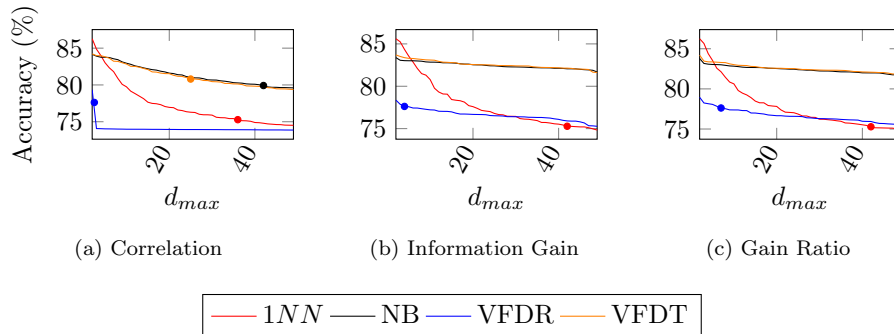 Accuracy (%)
85
80
75
20
40
d_max
(a) Correlation
85
80
75
20
40
d_max
(b) Information Gain
85
80
75
20
40
d_max
(c) Gain Ratio
1NN NB VFDR VFDT